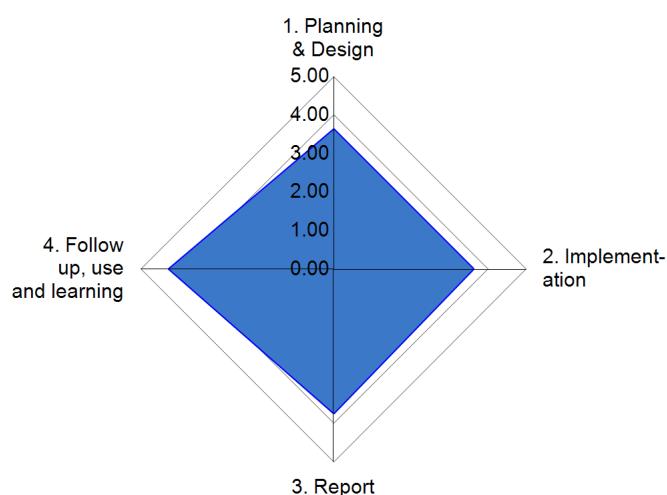 1. Planning
& Design
5.00
4.00
3.00
2.00
1.00
0.00
4. Follow
up, use
and learning
2. Implement-
ation
3. Report